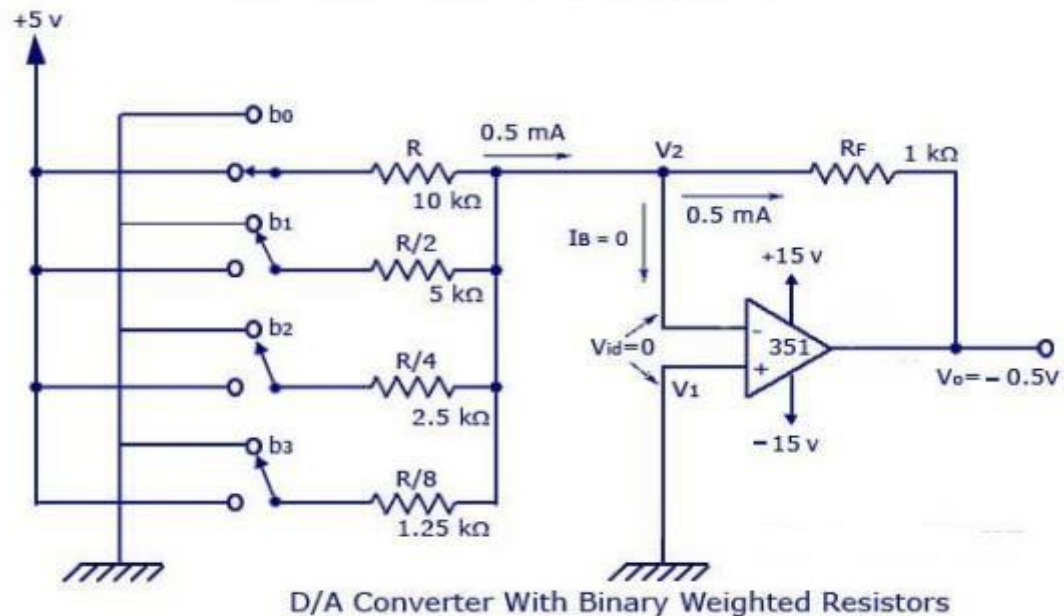 +5 v
b0
R
0.5 mA
V2
RF
1 kΩ
10 kΩ
b1
R/2
0.5 mA
IB = 0
+15 v
5 kΩ
b2
R/4
Vid=0
-
351
+
V1
Vo= - 0.5v
2.5 kΩ
-15 v
b3
R/8
1.25 kΩ
D/A Converter With Binary Weighted Resistors